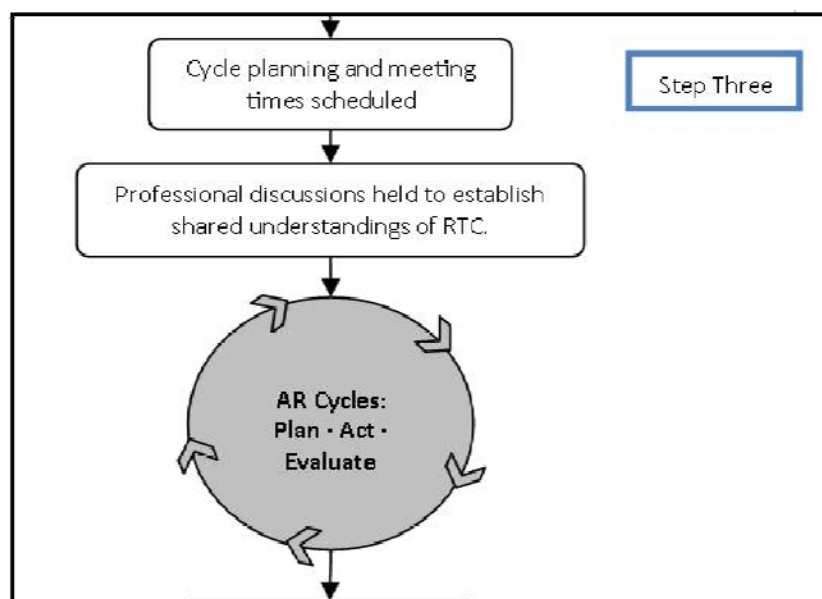 Cycle planning and meeting
times scheduled
Step Three
Professional discussions held to establish
shared understandings of RTC.
AR Cycles:
Plan - Act -
Evaluate